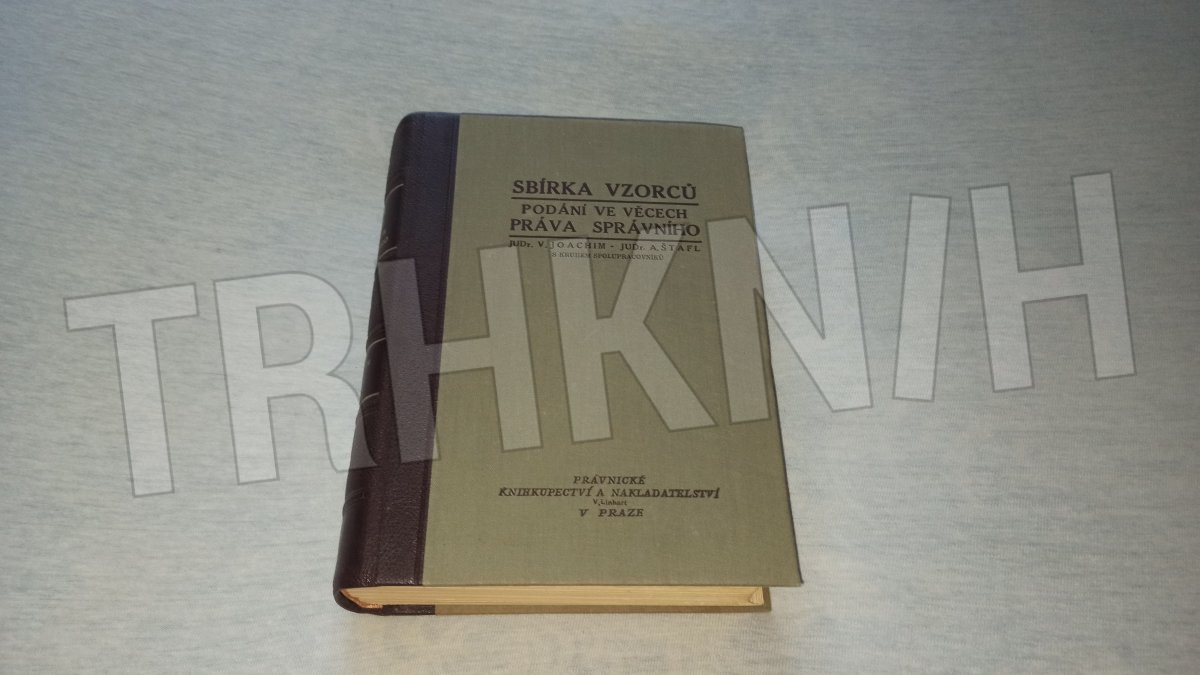 SBÍRKA VZORCŮ
PODÁNÍ VE VĚCECH
PRÁVA SPRÁVNÍHO
JUDr. V. JOACHIM - JUDr. A. ŠTAFL
S KRUHEM SPOLUPRACOVNÍKŮ
TRHKNIH
PRÁVNICKÉ
KNIHKUPECTVÍ A NAKLADATELSTVÍ
V. Linhart
V PRAZE